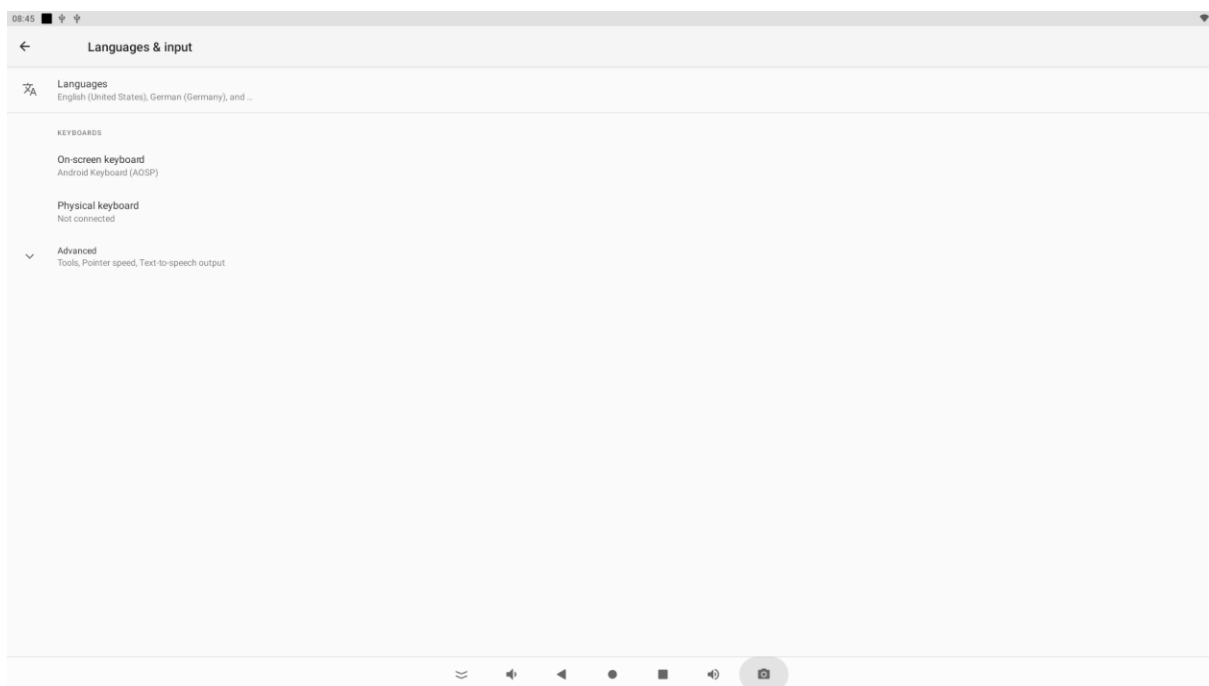 08:45
Languages & input
Languages
English (United States), German (Germany), and ...
KEYBOARDS
On-screen keyboard
Android Keyboard (AOSP)
Physical keyboard
Not connected
Advanced
Tools, Pointer speed, Text-to-speech output